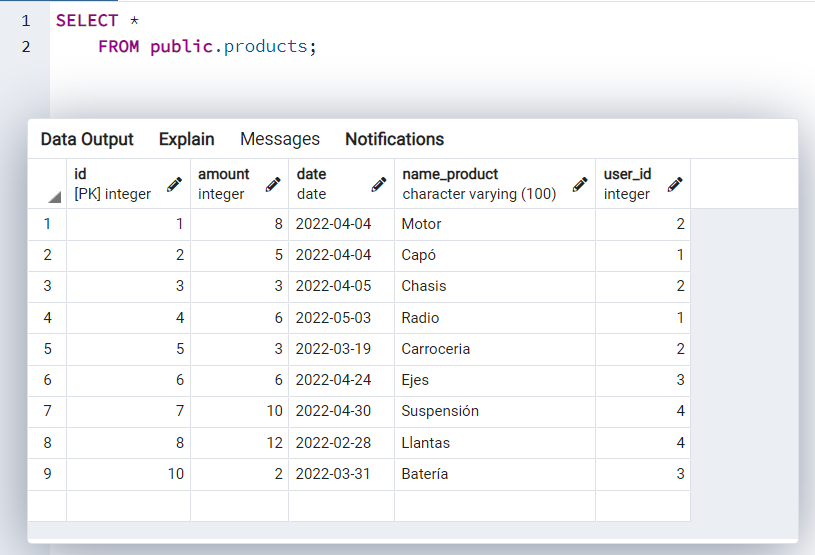 1 SELECT *
2 FROM public.products;
Data Output Explain Messages Notifications
id amount date name_product user_id
[PK] integer integer date character varying (100) integer
1 1 8 2022-04-04 Motor 2
2 2 5 2022-04-04 Capó 1
3 3 3 2022-04-05 Chasis 2
4 4 6 2022-05-03 Radio 1
5 5 3 2022-03-19 Carroceria 2
6 6 6 2022-04-24 Ejes 3
7 7 10 2022-04-30 Suspensión 4
8 8 12 2022-02-28 Llantas 4
9 10 2 2022-03-31 Batería 3